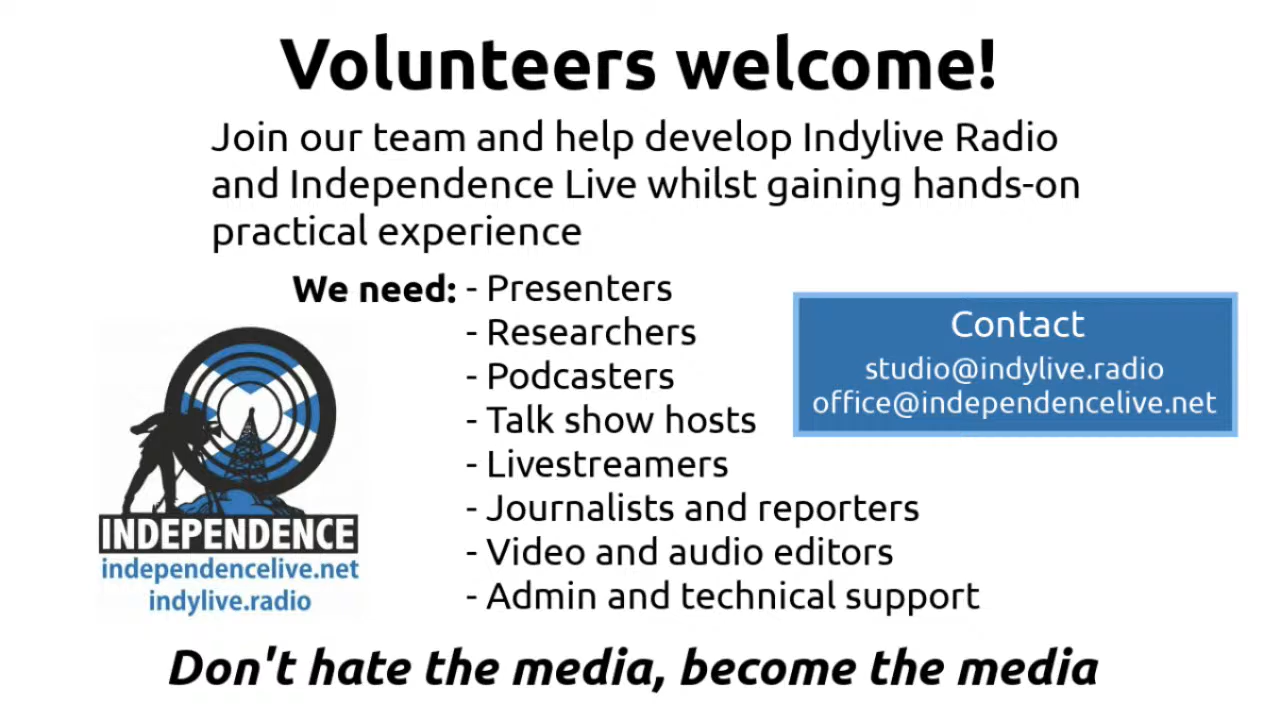 Volunteers welcome!
Join our team and help develop Indylive Radio
and Independence Live whilst gaining hands-on
practical experience
We need: - Presenters
- Researchers
- Podcasters
- Talk show hosts
- Livestreamers
- Journalists and reporters
- Video and audio editors
- Admin and technical support
Contact
studio@indylive.radio
office@independencelive.net
INDEPENDENCE
independencelive.net
indylive.radio
Don't hate the media, become the media